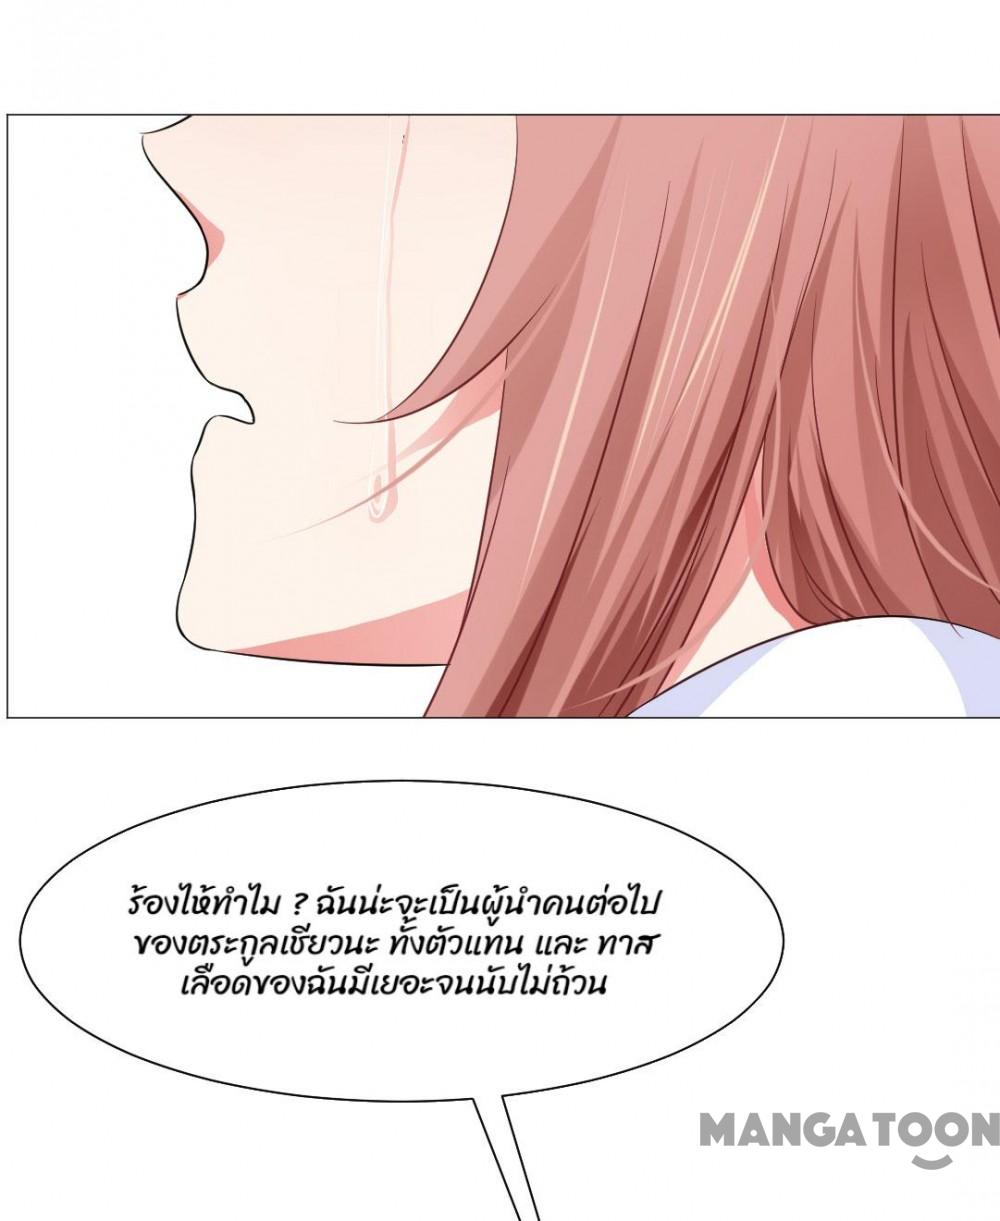 ร้องไห้ทำไม ? ฉันน่ะจะเป็นผู้นำคนต่อไป
ของตระกูลเชียวนะ ทั้งตัวแทน และ ทาส
เลือดของฉันมีเยอะจนนับไม่ถ้วน
MANGATOON